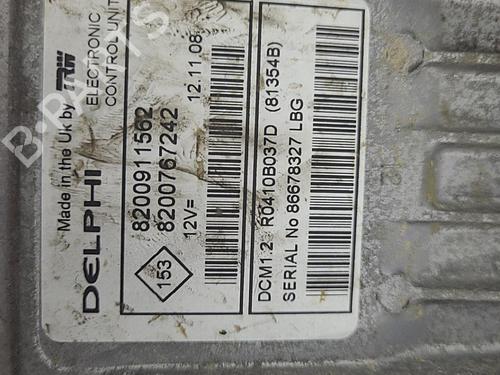 Made in the Uk by TRW
DELPHI
ELECTRONIC
CONTROL UNIT
8200911562
8200767242
12V=
12.11.08
153
DCM1.2 R0410B037D (81354B)
SERIAL No 86678327 LBG
B-PARTS